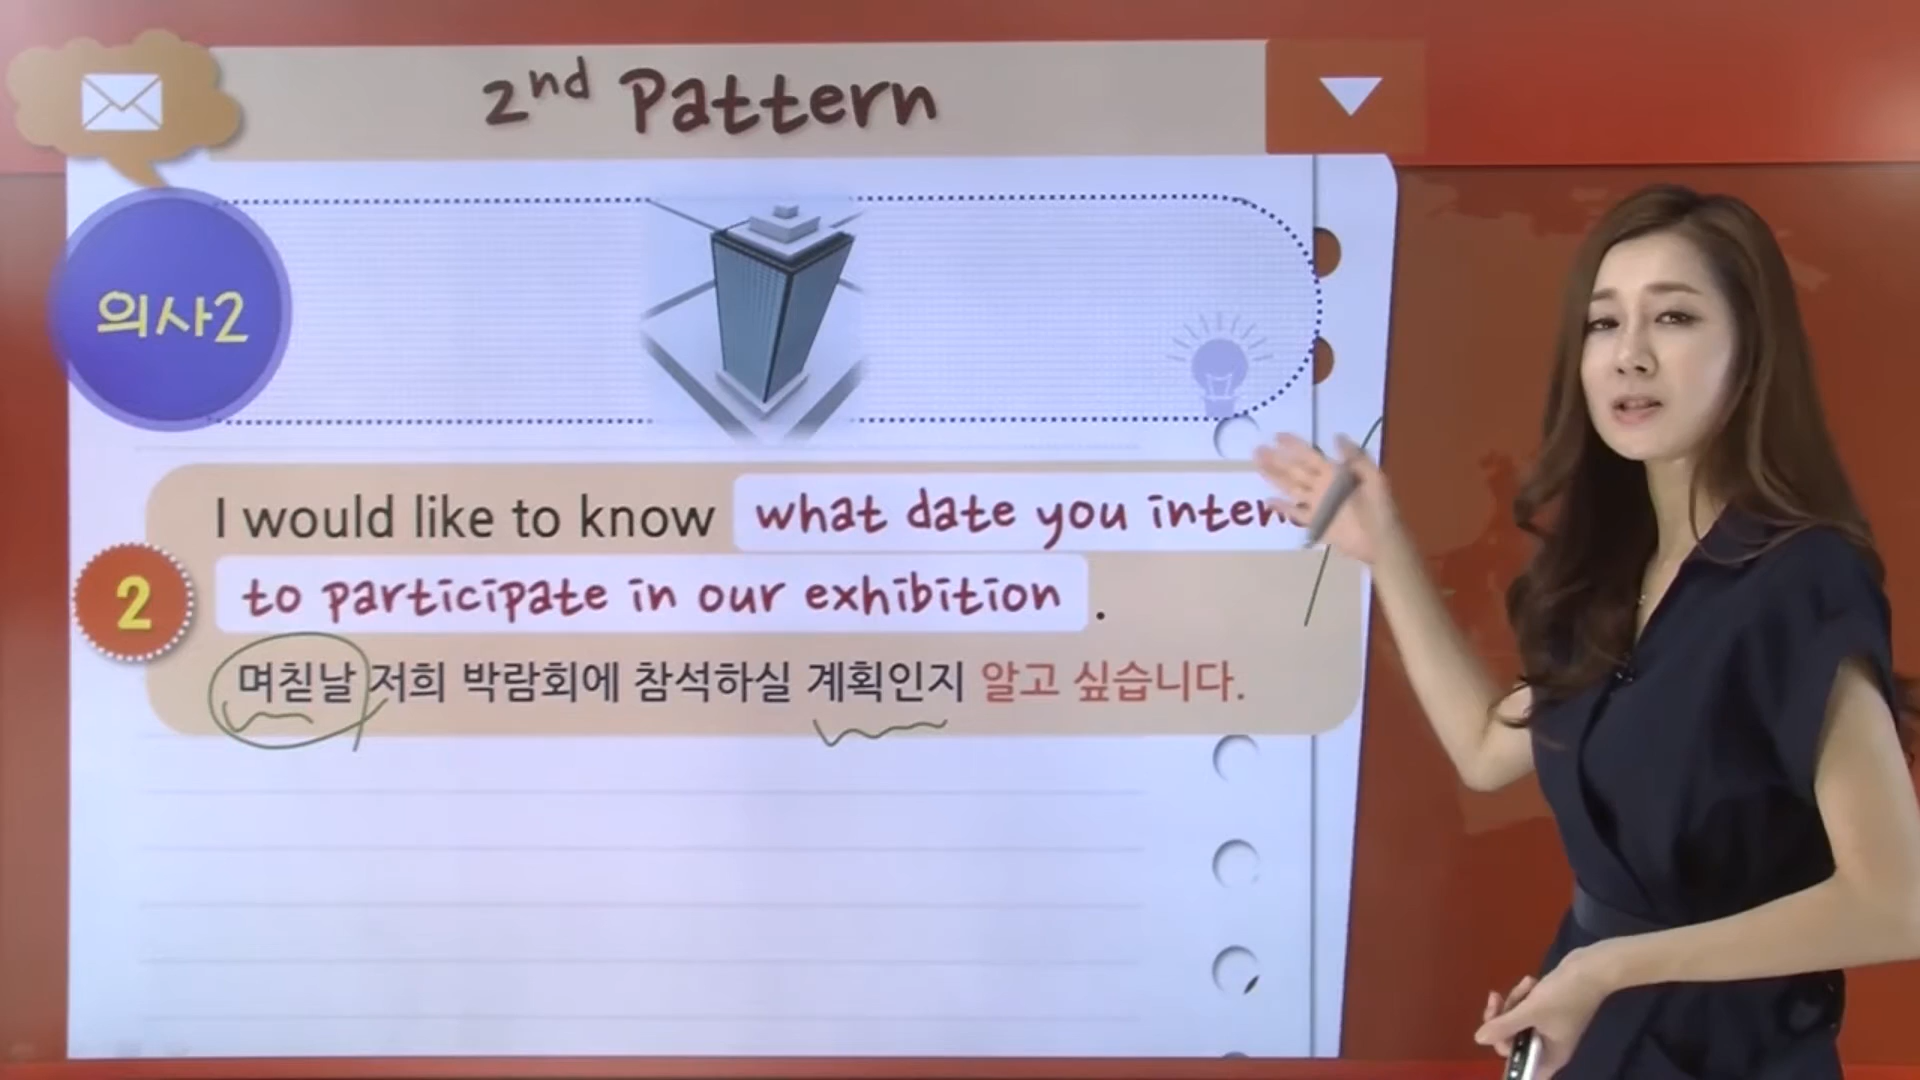 2nd Pattern
의사2
I would like to know what date you inten
2 to participate in our exhibition .
며칟날 저희 박람회에 참석하실 계획인지 알고 싶습니다.